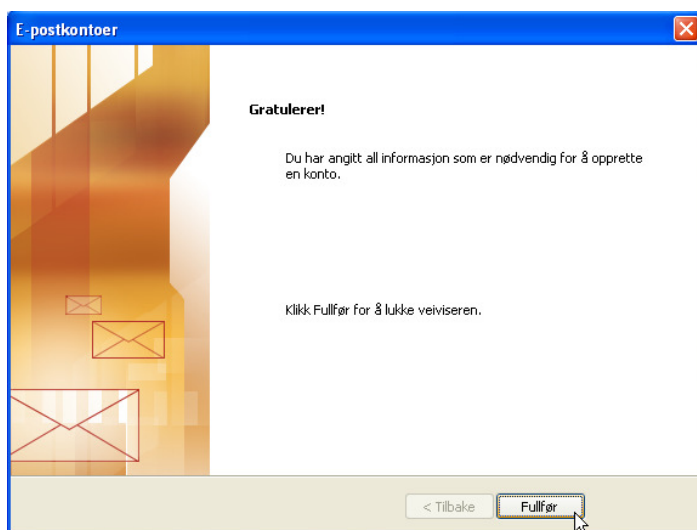 E-postkontoer
Gratulerer!
Du har angitt all informasjon som er nødvendig for å opprette
en konto.
Klikk Fullfør for å lukke veiviseren.
< Tilbake
Fullfør